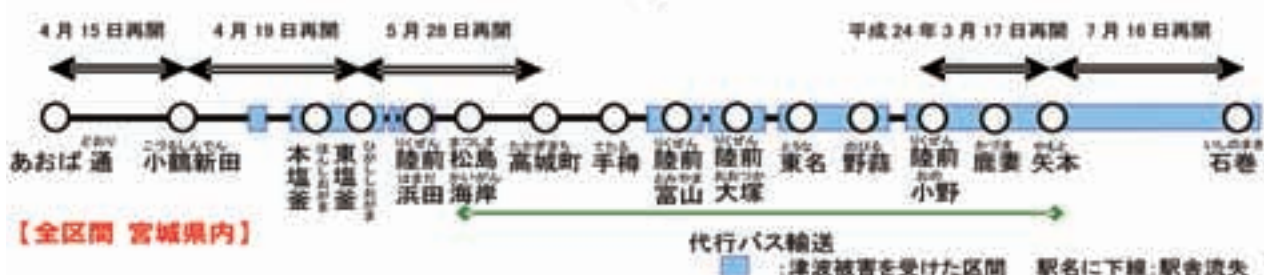 4月15日再開 4月19日再開 5月28日再開 平成24年3月17日再開 7月16日再開
あおば通 小鶴新田 本塩釜 東塩釜 陸前浜田 松島海岸 高城町 手樽 陸前富山 陸前大塚 東名 野蒜 陸前小野 鹿妻 矢本 石巻
【全区間 宮城県内】
代行バス輸送
:津波被害を受けた区間 駅名に下線:駅舎流失